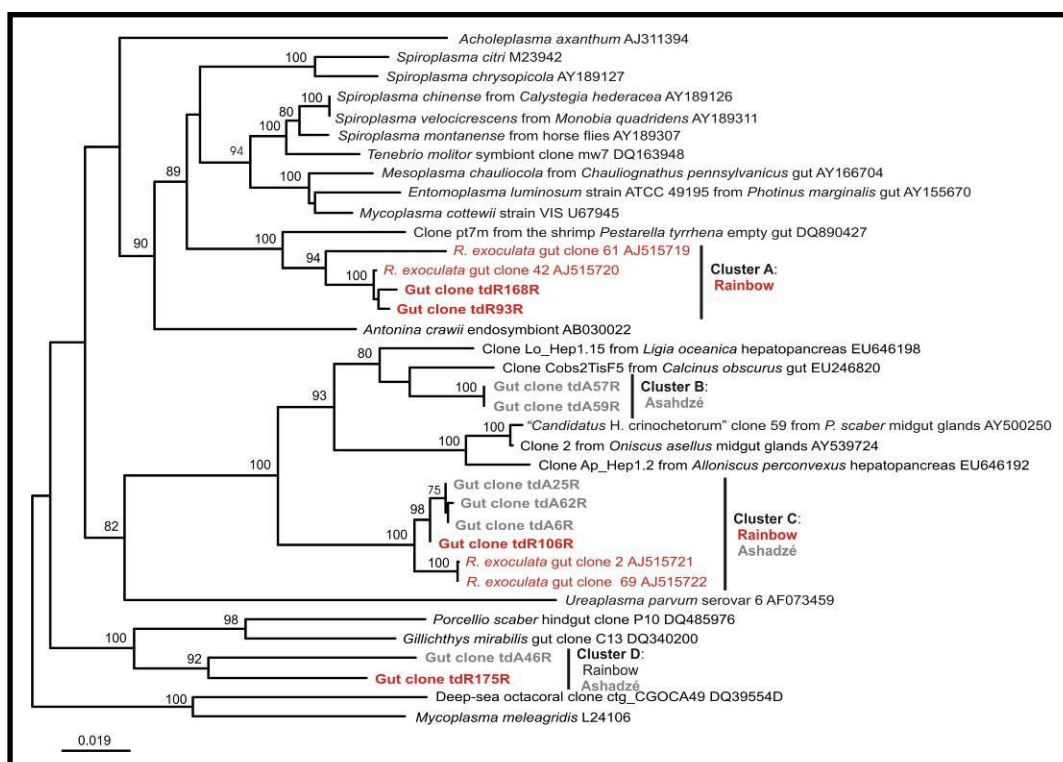 Acholeplasma axanthum AJ311394
100
Spiroplasma citri M23942
Spiroplasma chrysopicola AY189127
100
Spiroplasma chinense from Calystegia hederacea AY189126
80
Spiroplasma velocicrescens from Monobia quadridens AY189311
100
Spiroplasma montanense from horse flies AY189307
94
Tenebrio molitor symbiont clone mw7 DQ163948
89
100
Mesoplasma chauliocola from Chauliognathus pennsylvanicus gut AY166704
Entomoplasma luminosum strain ATCC 49195 from Photinus marginalis gut AY155670
Mycoplasma cottewii strain VIS U67945
100
Clone pt7m from the shrimp Pestarella tyrrhena empty gut DQ890427
90
94
R. exoculata gut clone 61 AJ515719
100
R. exoculata gut clone 42 AJ515720
Gut clone tdR168R
Gut clone tdR93R
Cluster A:
Rainbow
Antonina crawii endosymbiont AB030022
80
Clone Lo_Hep1.15 from Ligia oceanica hepatopancreas EU646198
Clone Cobs2TisF5 from Calcinus obscurus gut EU246820
93
100
Gut clone tdA57R
Gut clone tdA59R
Cluster B:
Asahdzé
100
"Candidatus H. crinochetorum" clone 59 from P. scaber midgut glands AY500250
Clone 2 from Oniscus asellus midgut glands AY539724
100
Clone Ap_Hep1.2 from Alloniscus perconvexus hepatopancreas EU646192
75
Gut clone tdA25R
98
Gut clone tdA62R
Gut clone tdA6R
100
Gut clone tdR106R
100
R. exoculata gut clone 2 AJ515721
R. exoculata gut clone 69 AJ515722
Cluster C:
Rainbow
Ashadzé
82
Ureaplasma parvum serovar 6 AF073459
98
Porcellio scaber hindgut clone P10 DQ485976
100
Gillichthys mirabilis gut clone C13 DQ340200
92
Gut clone tdA46R
Gut clone tdR175R
Cluster D:
Rainbow
Ashadzé
100
Deep-sea octacoral clone ctg_CGOCA49 DQ39554D
Mycoplasma meleagridis L24106
0.019